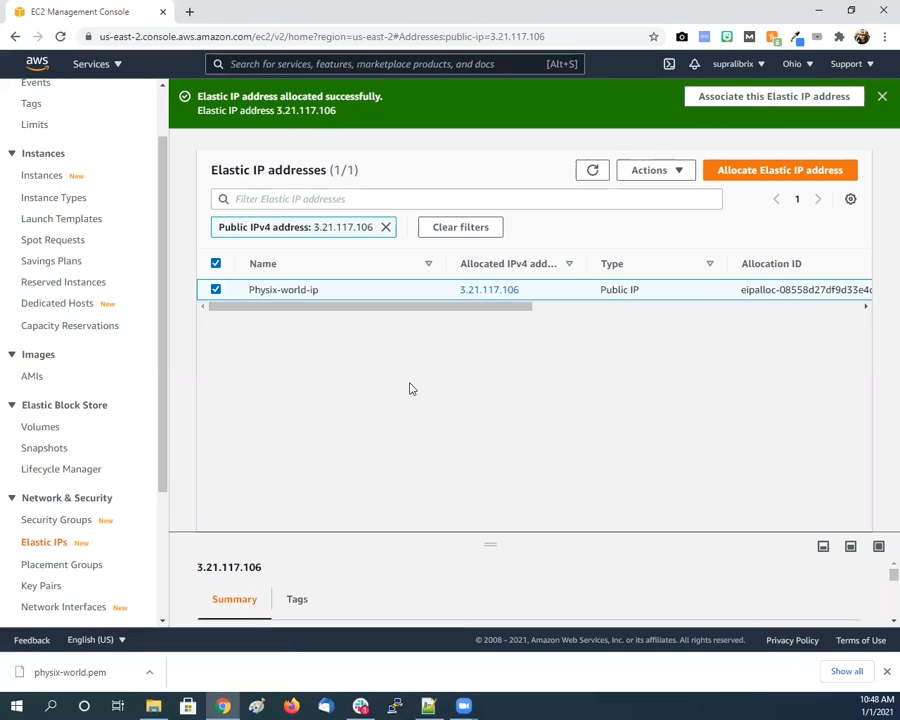 EC2 Management Console
us-east-2.console.aws.amazon.com/ec2/v2/home?region=us-east-2#Addresses:public-ip=3.21.117.106
aws
Services
Search for services, features, marketplace products, and docs
[Alt+S]
supralibrix
Ohio
Support
Events
Tags
Limits
Instances
Instances New
Instance Types
Launch Templates
Spot Requests
Savings Plans
Reserved Instances
Dedicated Hosts New
Capacity Reservations
Images
AMIs
Elastic Block Store
Volumes
Snapshots
Lifecycle Manager
Network & Security
Security Groups New
Elastic IPs New
Placement Groups
Key Pairs
Network Interfaces New
Elastic IP address allocated successfully.
Elastic IP address 3.21.117.106
Associate this Elastic IP address
Elastic IP addresses (1/1)
Actions
Allocate Elastic IP address
Filter Elastic IP addresses
1
Public IPv4 address: 3.21.117.106
Clear filters
Name
Allocated IPv4 add...
Type
Allocation ID
Physix-world-ip
3.21.117.106
Public IP
eipalloc-08558d27df9d33e4
3.21.117.106
Summary
Tags
Feedback
English (US)
© 2008 - 2021, Amazon Web Services, Inc. or its affiliates. All rights reserved.
Privacy Policy
Terms of Use
physix-world.pem
Show all
10:48 AM
1/1/2021